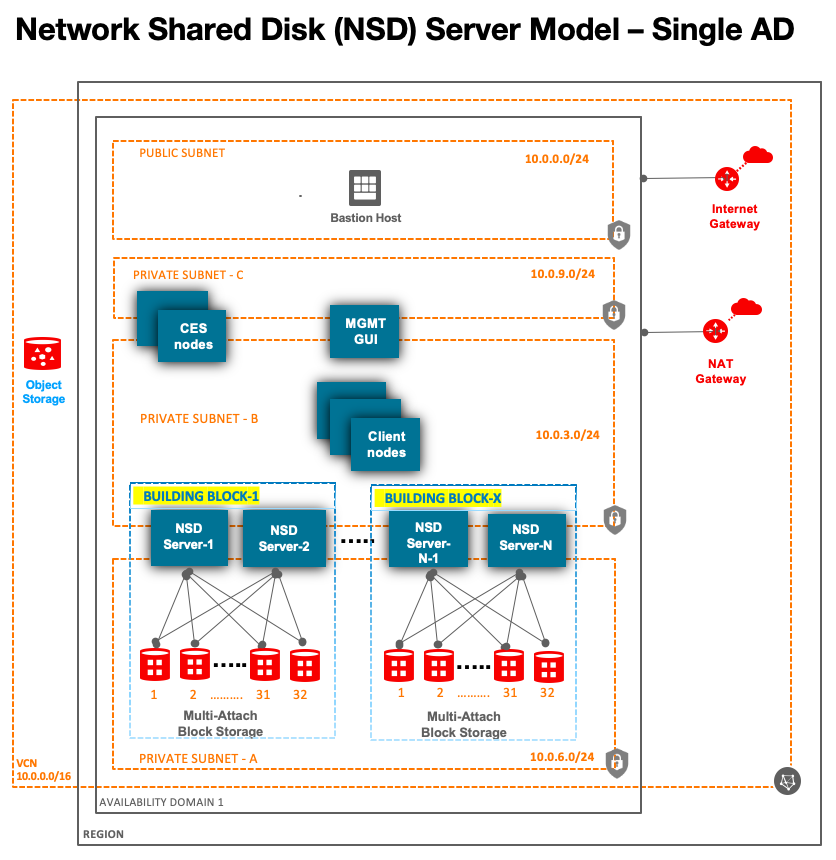 Network Shared Disk (NSD) Server Model – Single AD
PUBLIC SUBNET
10.0.0.0/24
Bastion Host
Internet
Gateway
PRIVATE SUBNET - C
10.0.9.0/24
CES
nodes
MGMT
GUI
NAT
Gateway
Object
Storage
PRIVATE SUBNET - B
10.0.3.0/24
Client
nodes
BUILDING BLOCK-1
BUILDING BLOCK-X
NSD
Server-1
NSD
Server-2
.....
NSD
Server-
N-1
NSD
Server-N
.....
.....
1 2 .......... 31 32
1 2 .......... 31 32
Multi-Attach
Block Storage
Multi-Attach
Block Storage
PRIVATE SUBNET - A
10.0.6.0/24
VCN
10.0.0.0/16
AVAILABILITY DOMAIN 1
REGION